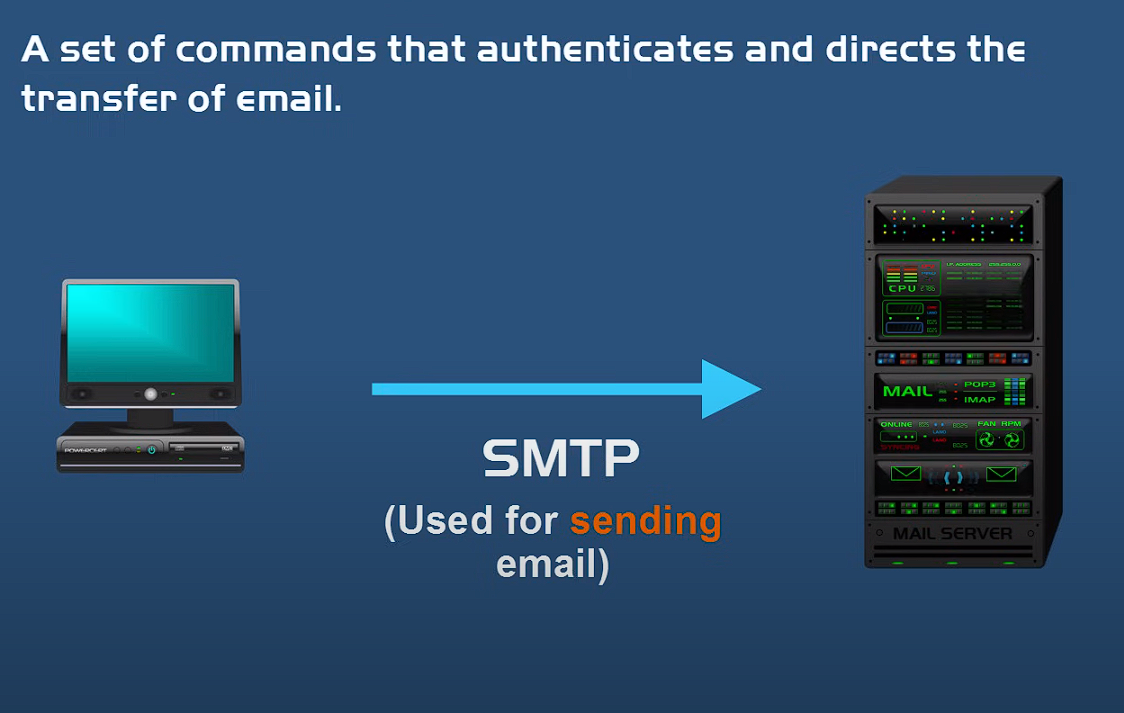 A set of commands that authenticates and directs the
transfer of email.
SMTP
(Used for sending
email)
CPU
I.P. ADDRESS
MAIL
POP3
IMAP
ONLINE
FAN RPM
MAIL SERVER